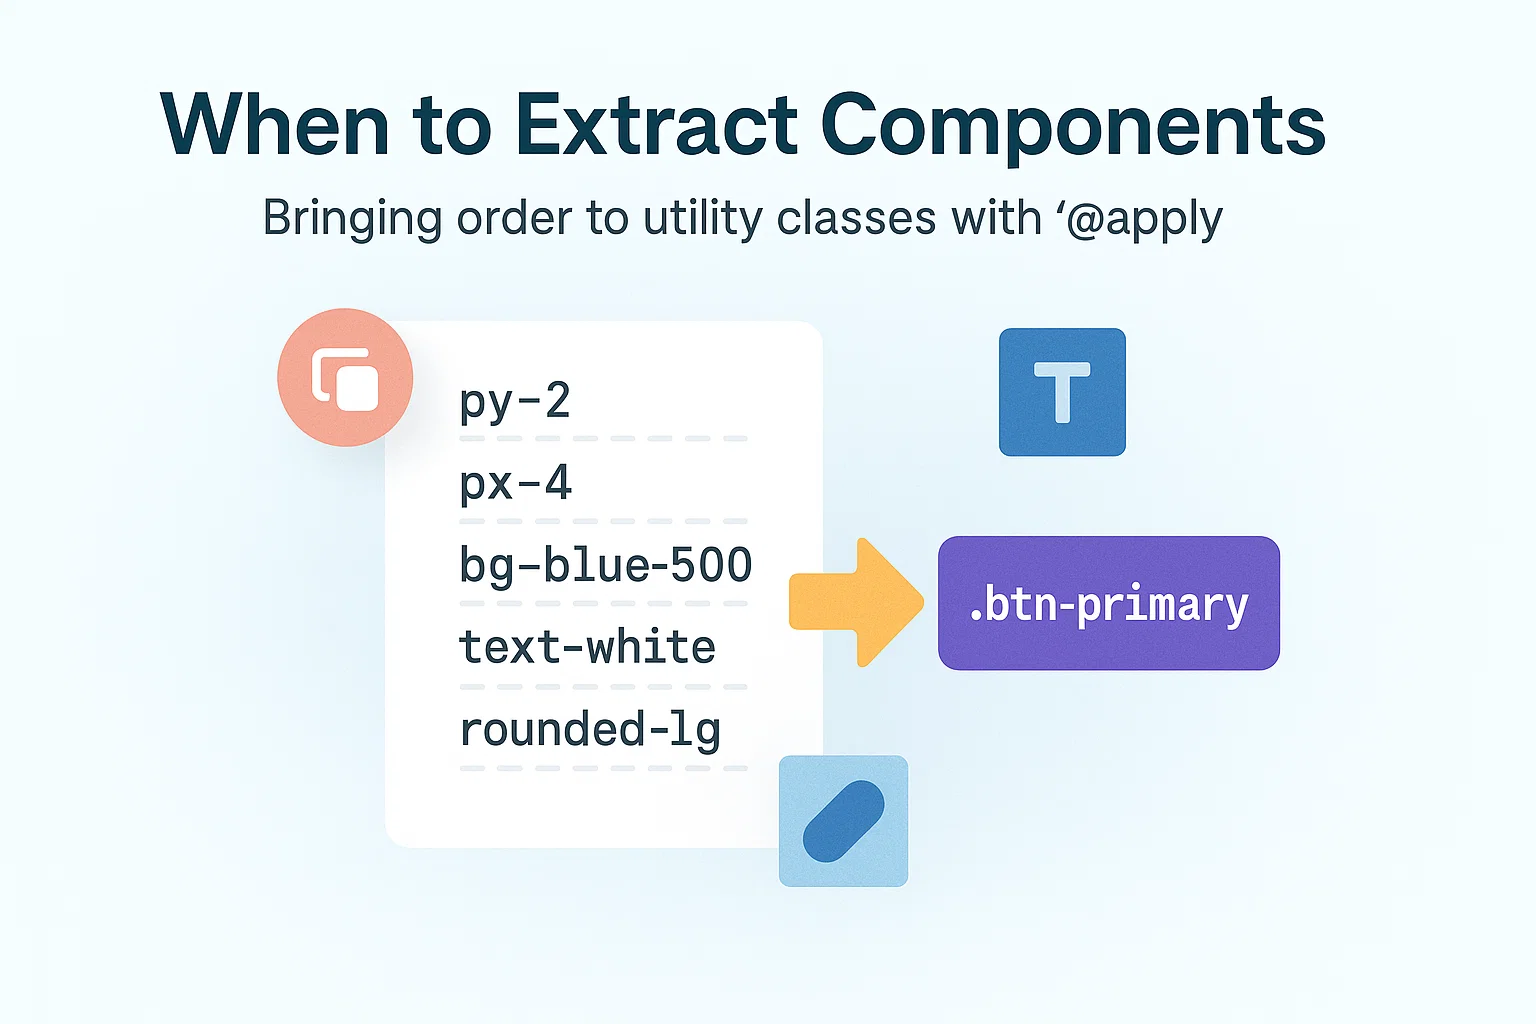 When to Extract Components
Bringing order to utility classes with ‘@apply
py-2
px-4
bg-blue-500
text-white
rounded-lg
T
.btn-primary